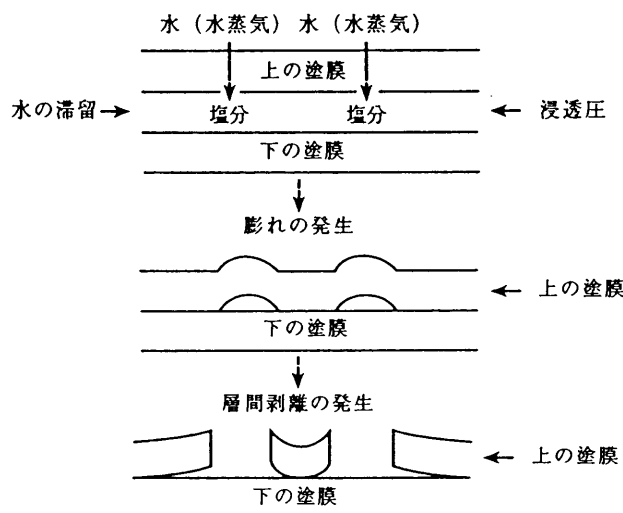 水（水蒸気）水（水蒸気）
上の塗膜
水の滞留→ 塩分 塩分 ←浸透圧
下の塗膜
膨れの発生
←上の塗膜
下の塗膜
層間剥離の発生
←上の塗膜
下の塗膜